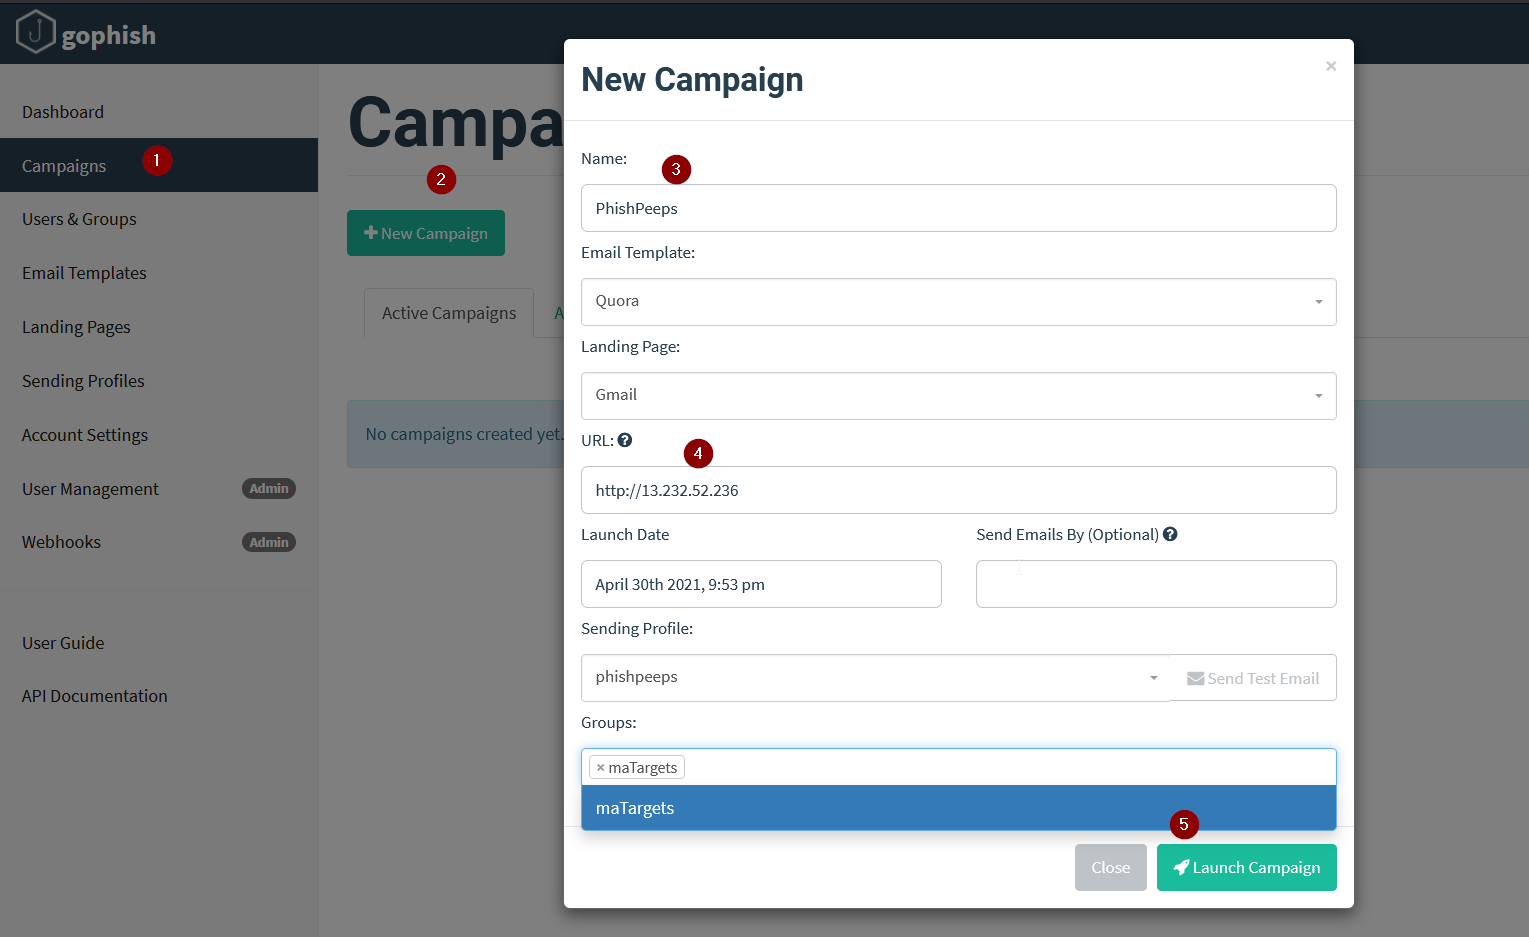 gophish
Dashboard
Campaigns
1
Users & Groups
Email Templates
Landing Pages
Sending Profiles
Account Settings
User Management Admin
Webhooks Admin
User Guide
API Documentation
Campa
2
New Campaign
Active Campaigns A
No campaigns created yet.
New Campaign
×
Name:
3
PhishPeeps
Email Template:
Quora
Landing Page:
Gmail
URL:
4
http://13.232.52.236
Launch Date Send Emails By (Optional)
April 30th 2021, 9:53 pm
Sending Profile:
phishpeeps Send Test Email
Groups:
× maTargets
maTargets
5
Close Launch Campaign